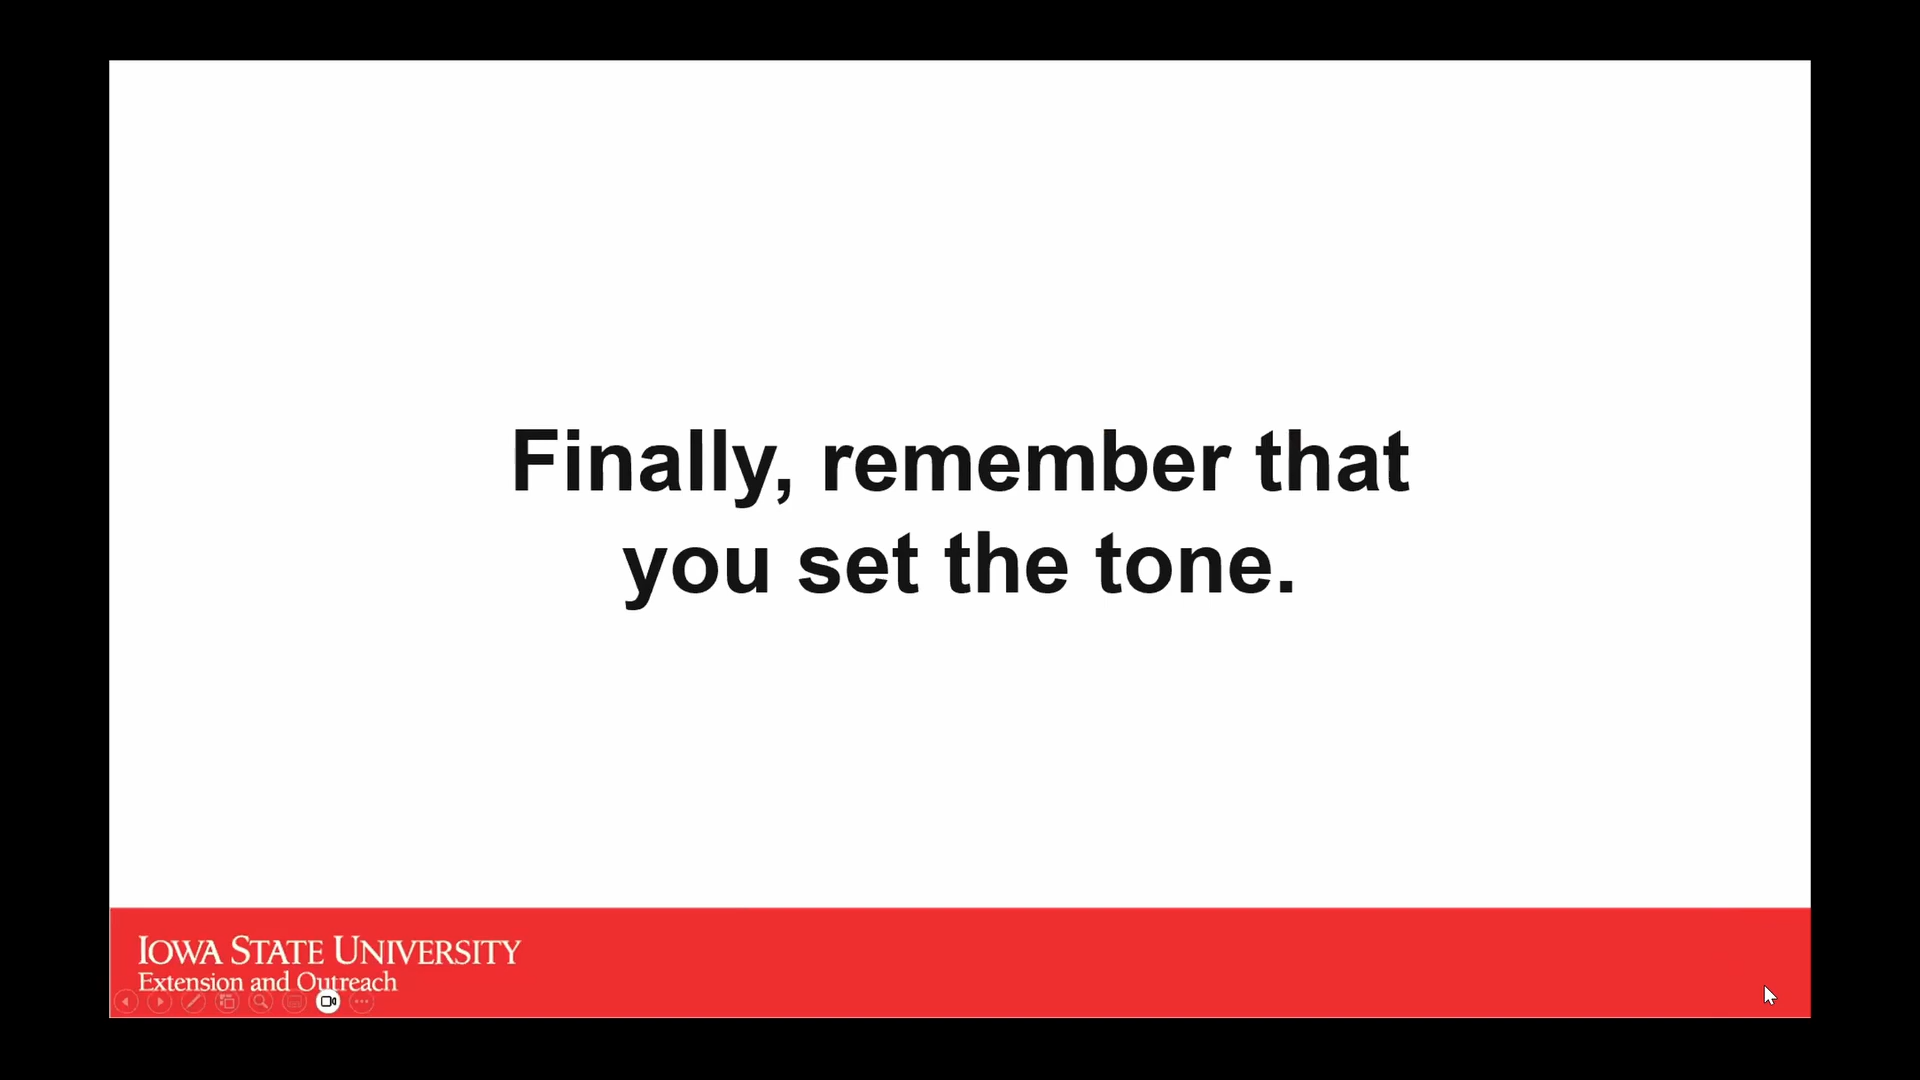 Finally, remember that
you set the tone.
IOWA STATE UNIVERSITY
Extension and Outreach